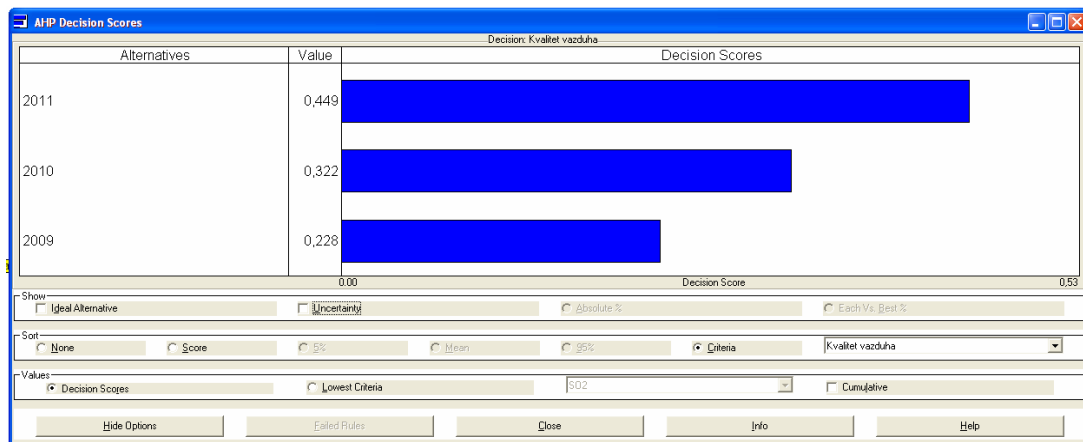 AHP Decision Scores
Decision: Kvalitet vazduha
Alternatives Value Decision Scores
2011 0,449
2010 0,322
2009 0,228
0.00 Decision Score 0,53
Show
Ideal Alternative Uncertainty Absolute % Each Vs. Best %
Sort
None Score 5% Mean 95% Criteria Kvalitet vazduha
Values
Decision Scores Lowest Criteria SO2 Cumulative
Hide Options Failed Rules Close Info Help